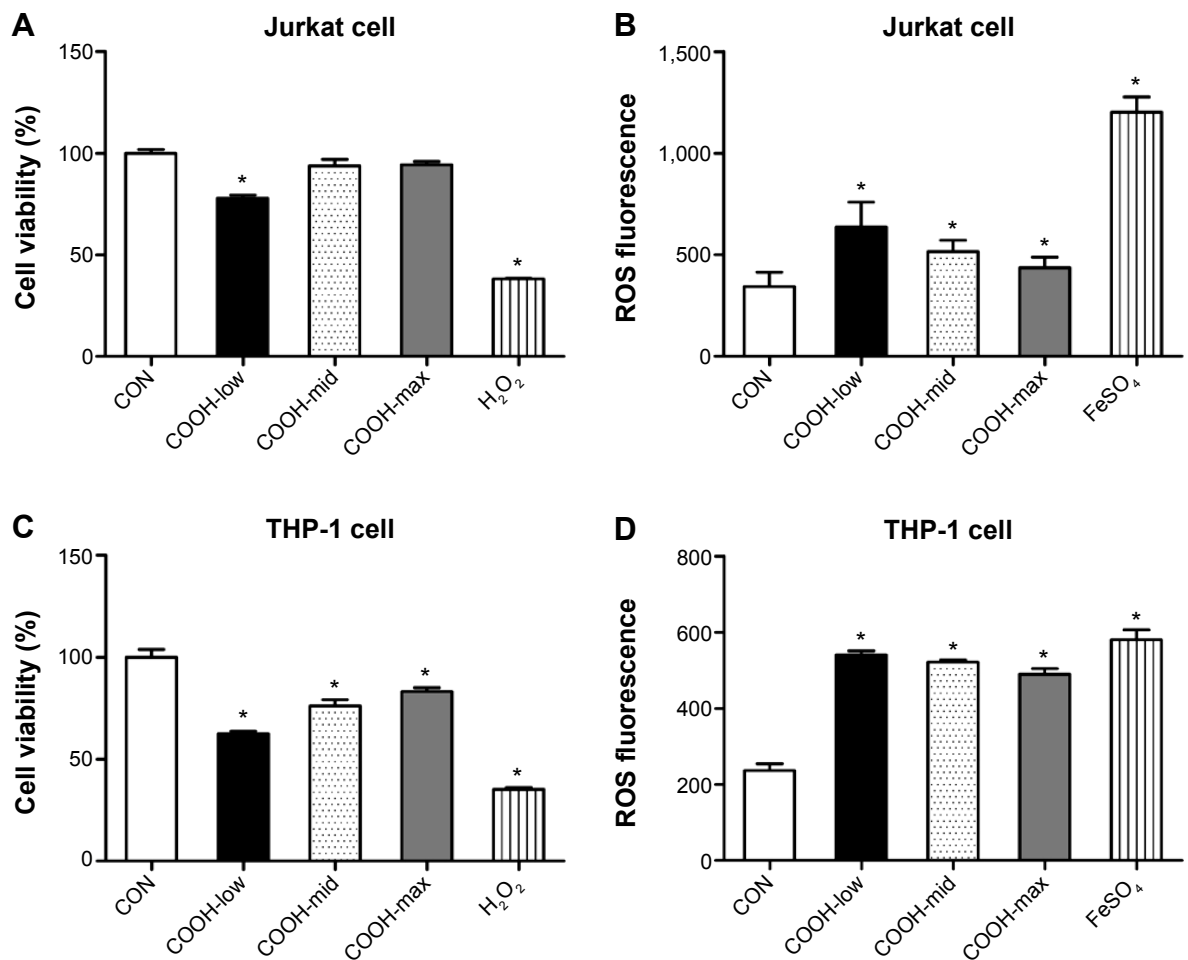 A
Jurkat cell
Cell viability (%)
150
100
50
0
*
*
CON
COOH-low
COOH-mid
COOH-max
H₂O₂
B
Jurkat cell
ROS fluorescence
1,500
1,000
500
0
*
*
*
*
CON
COOH-low
COOH-mid
COOH-max
FeSO₄
C
THP-1 cell
Cell viability (%)
150
100
50
0
*
*
*
*
CON
COOH-low
COOH-mid
COOH-max
H₂O₂
D
THP-1 cell
ROS fluorescence
800
600
400
200
0
*
*
*
*
CON
COOH-low
COOH-mid
COOH-max
FeSO₄